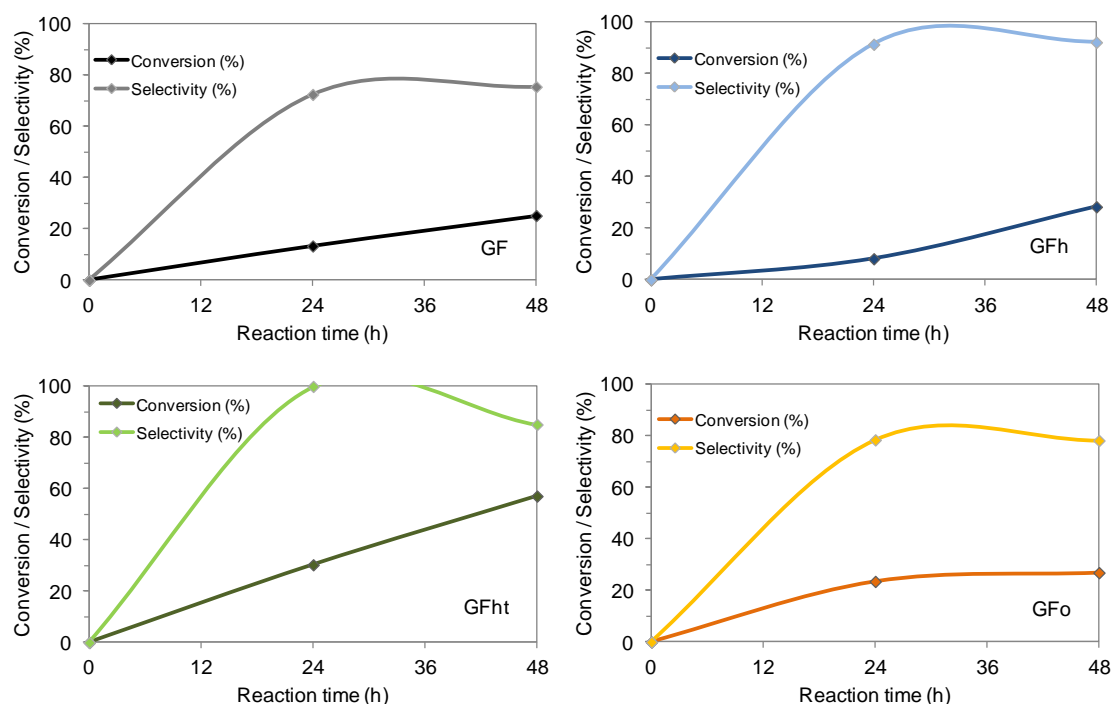 Conversion / Selectivity (%)
100
80
60
40
20
0
Conversion (%)
Selectivity (%)
GF
0 12 24 36 48
Reaction time (h)
Conversion / Selectivity (%)
100
80
60
40
20
0
Conversion (%)
Selectivity (%)
GFh
0 12 24 36 48
Reaction time (h)
Conversion / Selectivity (%)
100
80
60
40
20
0
Conversion (%)
Selectivity (%)
GFht
0 12 24 36 48
Reaction time (h)
Conversion / Selectivity (%)
100
80
60
40
20
0
Conversion (%)
Selectivity (%)
GFo
0 12 24 36 48
Reaction time (h)